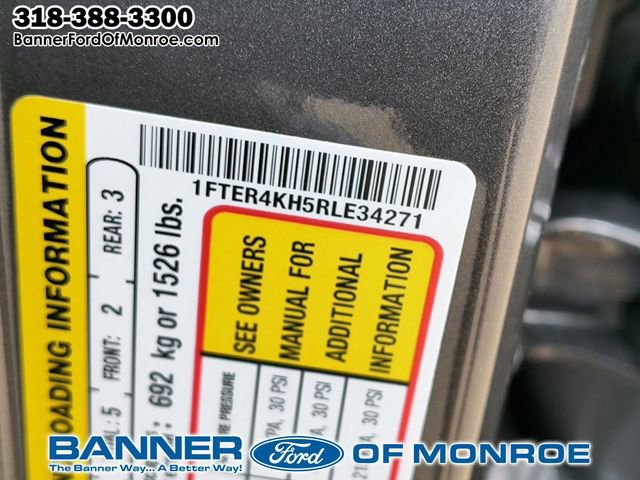 318-388-3300
BannerFordOfMonroe.com
1FTER4KH5RLE34271
LOADING INFORMATION
REAR: 3
FRONT: 2
5
692 kg or 1526 lbs.
SEE OWNERS
MANUAL FOR
ADDITIONAL
INFORMATION
PRESSURE
30 PSI
30 PSI
30 PSI
BANNER Ford OF MONROE
The Banner Way... A Better Way!